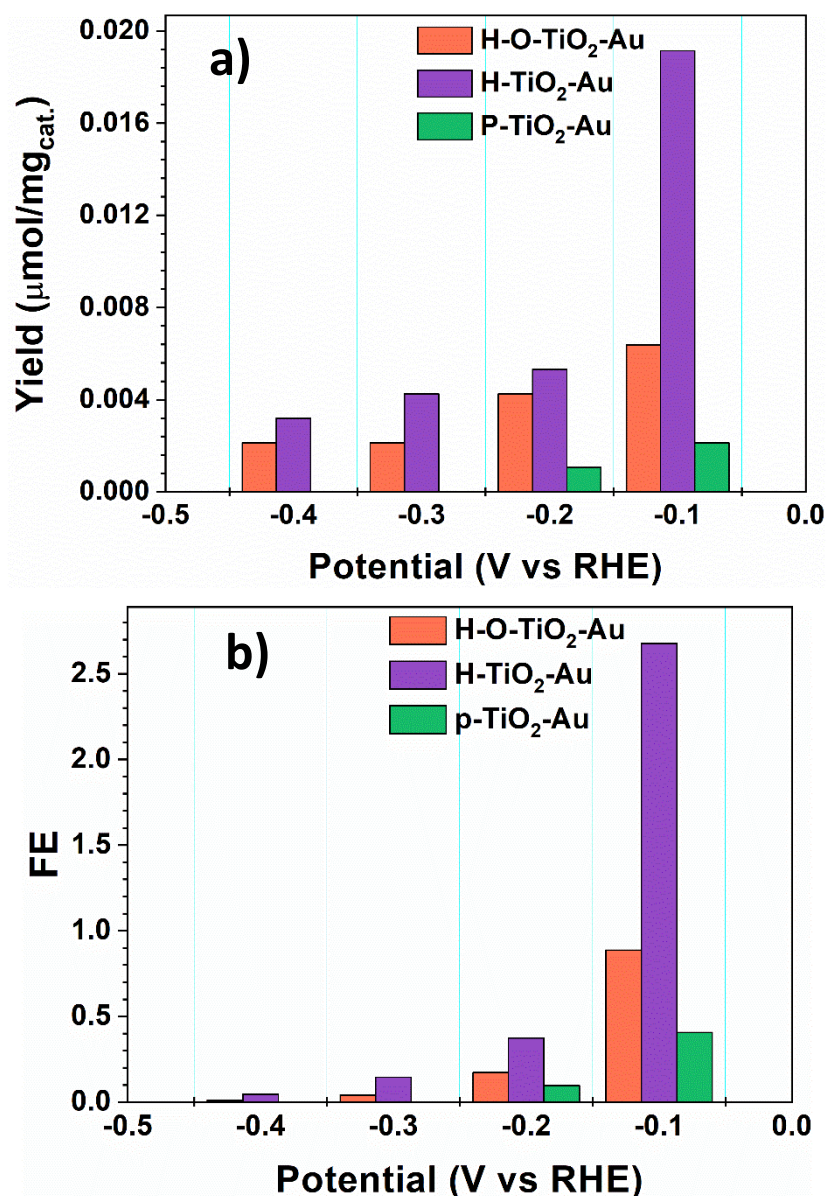 a)
H-O-TiO₂-Au
H-TiO₂-Au
P-TiO₂-Au
Yield (μmol/mgcat.)
0.020
0.016
0.012
0.008
0.004
0.000
-0.5 -0.4 -0.3 -0.2 -0.1 0.0
Potential (V vs RHE)
b)
H-O-TiO₂-Au
H-TiO₂-Au
p-TiO₂-Au
FE
2.5
2.0
1.5
1.0
0.5
0.0
-0.5 -0.4 -0.3 -0.2 -0.1 0.0
Potential (V vs RHE)